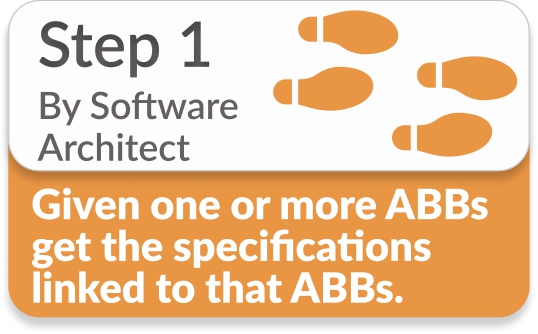 Step 1
By Software
Architect
Given one or more ABBs
get the specifications
linked to that ABBs.